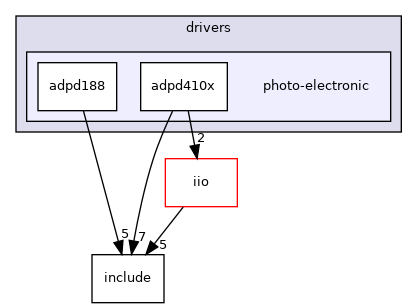 drivers
adpd188
adpd410x
photo-electronic
2
iio
5
7
5
include